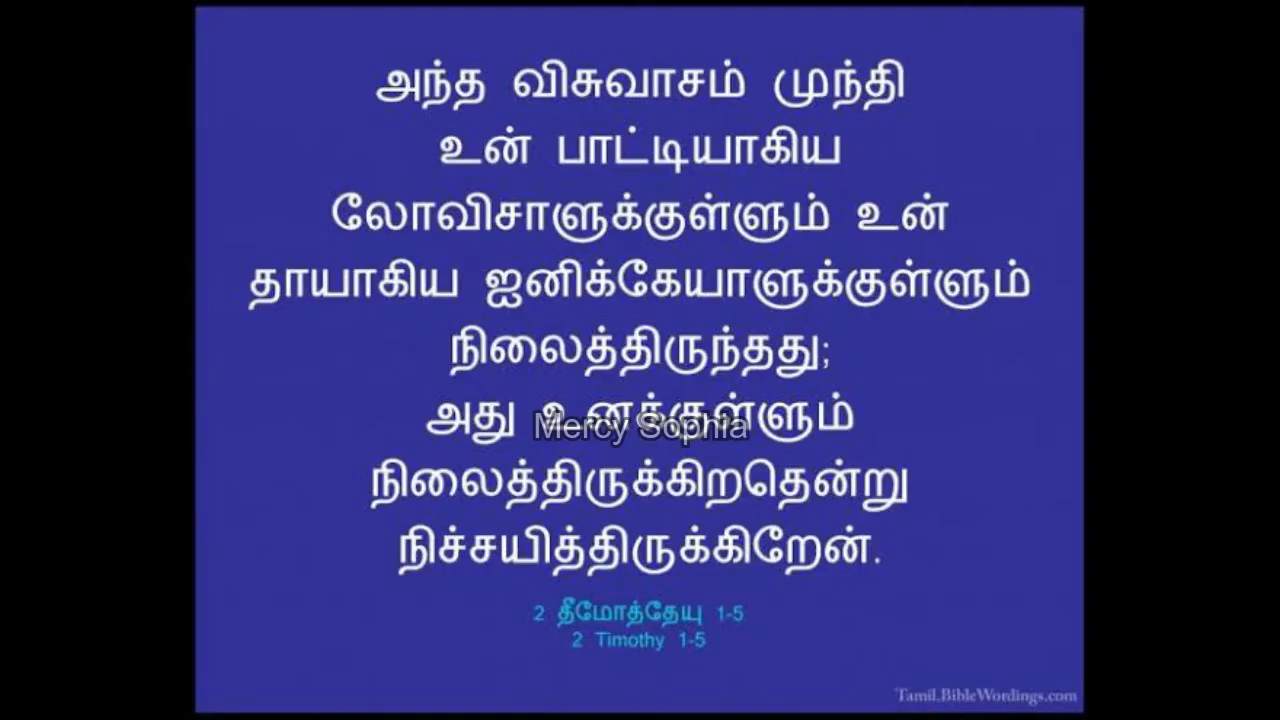 அந்த விசுவாசம் முந்தி
உன் பாட்டியாகிய
லோவிசாளுக்குள்ளும் உன்
தாயாகிய ஐனிக்கேயாளுக்குள்ளும்
நிலைத்திருந்தது;
அது உனக்குள்ளும்
Mercy Sophia
நிலைத்திருக்கிறதென்று
நிச்சயித்திருக்கிறேன்.
2 தீமோத்தேயு 1-5
2 Timothy 1-5
Tamil.BibleWordings.com